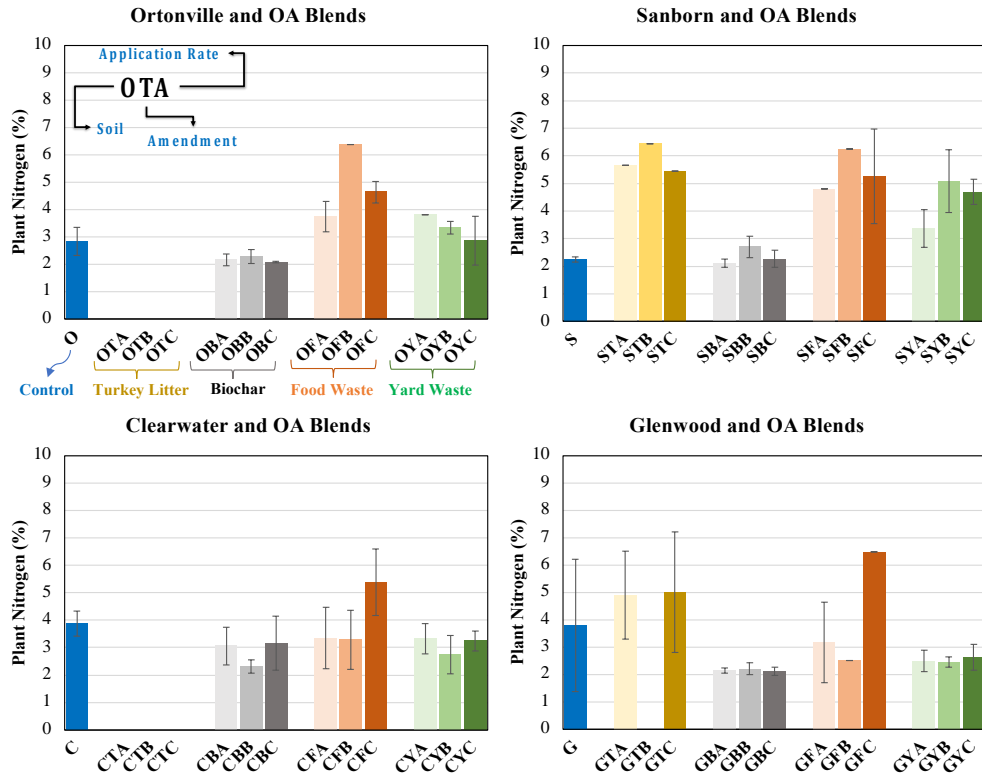 Ortonville and OA Blends
Plant Nitrogen (%)
10
9
8
7
6
5
4
3
2
1
0
Application Rate
OTA
Soil
Amendment
O OTA OTB OTC OBA OBB OBC OFA OFB OFC OYA OYB OYC
Control Turkey Litter Biochar Food Waste Yard Waste
Sanborn and OA Blends
Plant Nitrogen (%)
10
9
8
7
6
5
4
3
2
1
0
S STA STB STC SBA SBB SBC SFA SFB SFC SYA SYB SYC
Clearwater and OA Blends
Plant Nitrogen (%)
10
9
8
7
6
5
4
3
2
1
0
C CTA CTB CTC CBA CBB CBC CFA CFB CFC CYA CYB CYC
Glenwood and OA Blends
Plant Nitrogen (%)
10
9
8
7
6
5
4
3
2
1
0
G GTA GTB GTC GBA GBB GBC GFA GFB GFC GYA GYB GYC